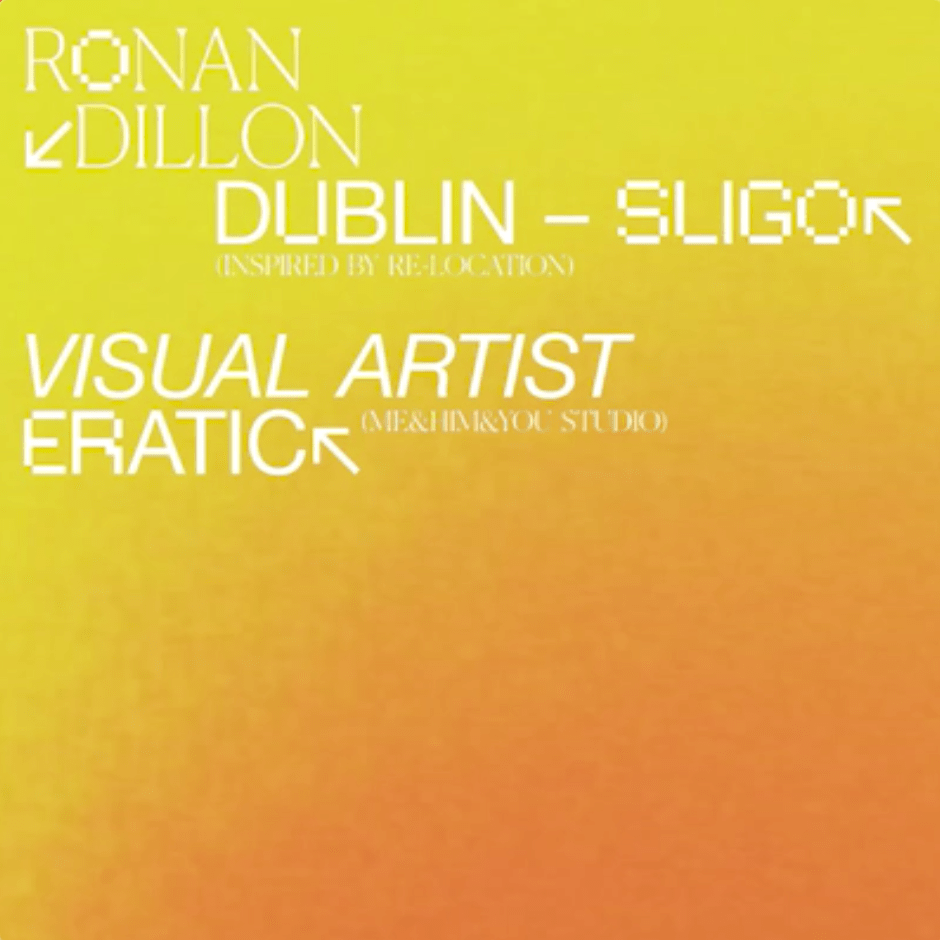 RONAN
↙DILLON
DUBLIN – SLIGO↖
(INSPIRED BY RE-LOCATION)
VISUAL ARTIST
ERATIC↖ (ME&HIM&YOU STUDIO)